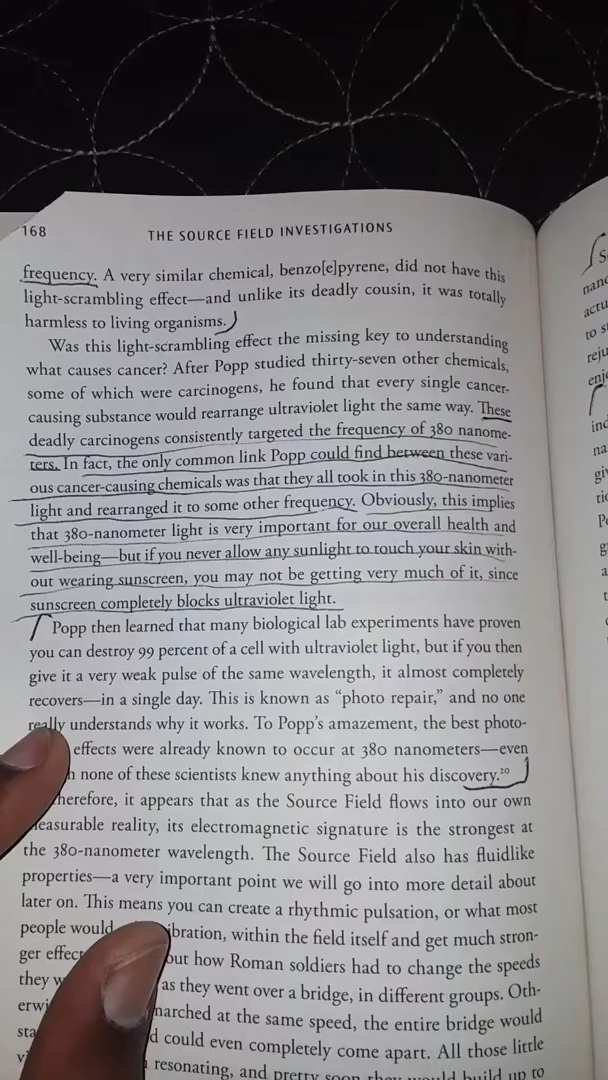 168
THE SOURCE FIELD INVESTIGATIONS
frequency. A very similar chemical, benzo[e]pyrene, did not have this
light-scrambling effect—and unlike its deadly cousin, it was totally
harmless to living organisms.
Was this light-scrambling effect the missing key to understanding
what causes cancer? After Popp studied thirty-seven other chemicals,
some of which were carcinogens, he found that every single cancer-
causing substance would rearrange ultraviolet light the same way. These
deadly carcinogens consistently targeted the frequency of 380 nanome-
ters. In fact, the only common link Popp could find between these vari-
ous cancer-causing chemicals was that they all took in this 380-nanometer
light and rearranged it to some other frequency. Obviously, this implies
that 380-nanometer light is very important for our overall health and
well-being—but if you never allow any sunlight to touch your skin with-
out wearing sunscreen, you may not be getting very much of it, since
sunscreen completely blocks ultraviolet light.
Popp then learned that many biological lab experiments have proven
you can destroy 99 percent of a cell with ultraviolet light, but if you then
give it a very weak pulse of the same wavelength, it almost completely
recovers—in a single day. This is known as “photo repair,” and no one
really understands why it works. To Popp's amazement, the best photo-
effects were already known to occur at 380 nanometers—even
none of these scientists knew anything about his discovery.20
herefore, it appears that as the Source Field flows into our own
measurable reality, its electromagnetic signature is the strongest at
the 380-nanometer wavelength. The Source Field also has fluidlike
properties—a very important point we will go into more detail about
later on. This means you can create a rhythmic pulsation, or what most
people would ibration, within the field itself and get much stron-
ger effec out how Roman soldiers had to change the speeds
they as they went over a bridge, in different groups. Oth-
erwi marched at the same speed, the entire bridge would
sta d could even completely come apart. All those little
resonating, and pretty soon they would build up to